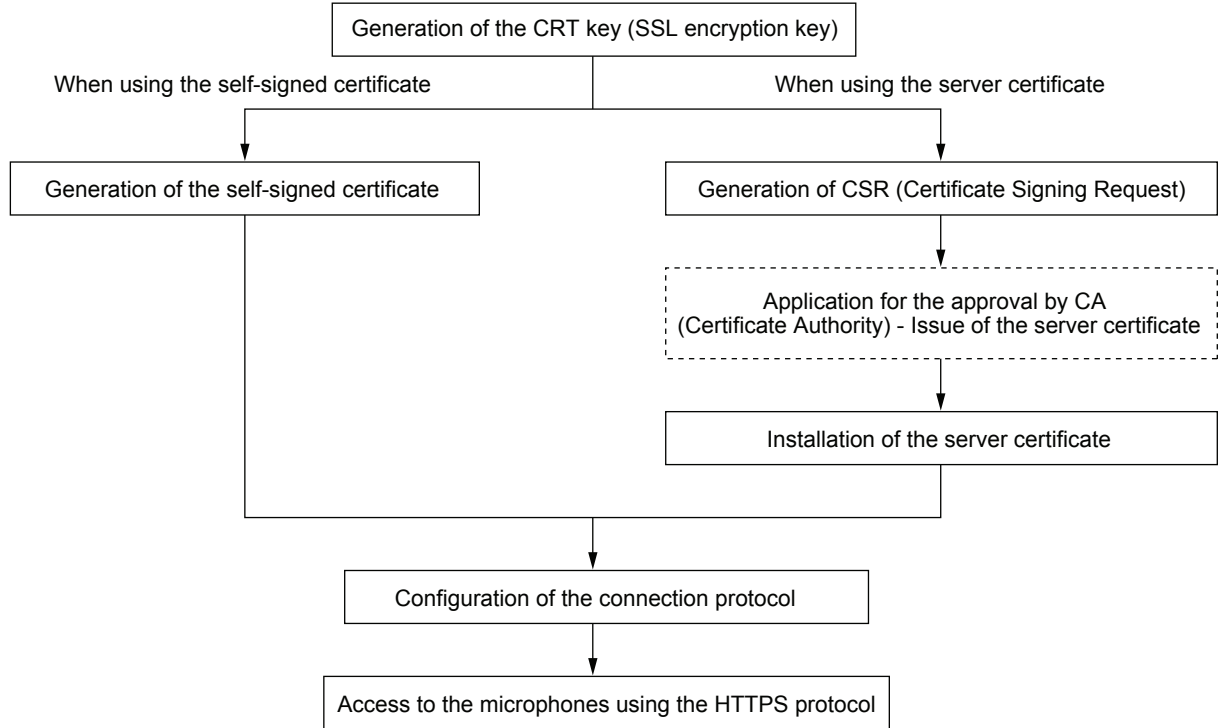 Generation of the CRT key (SSL encryption key)
When using the self-signed certificate
When using the server certificate
Generation of the self-signed certificate
Generation of CSR (Certificate Signing Request)
Application for the approval by CA
(Certificate Authority) - Issue of the server certificate
Installation of the server certificate
Configuration of the connection protocol
Access to the microphones using the HTTPS protocol